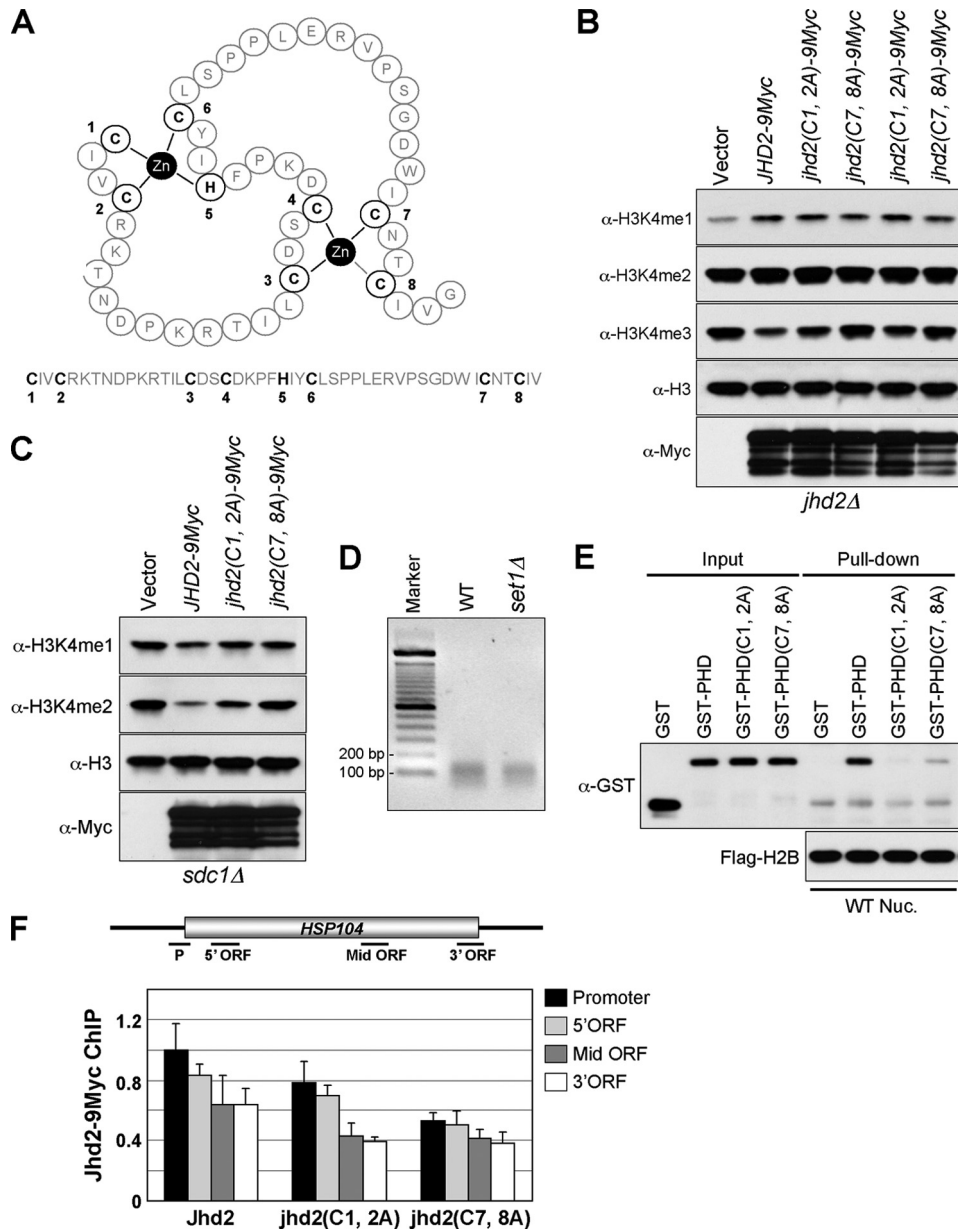 A
C I V C R K T N D P K R T I L C D S C D K P F H I Y C L S P P L E R V P S G D W I C N T C I V G
1 2 3 4 5 6 7 8
Zn
Zn
CIVCRKTNDPKRTILCDSCDKPFHIYCLSPPLERVPSGDW ICNTCIV
1 2 3 4 5 6 7 8
B
Vector
JHD2-9Myc
jhd2(C1, 2A)-9Myc
jhd2(C7, 8A)-9Myc
jhd2(C1, 2A)-9Myc
jhd2(C7, 8A)-9Myc
α-H3K4me1
α-H3K4me2
α-H3K4me3
α-H3
α-Myc
jhd2Δ
C
Vector
JHD2-9Myc
jhd2(C1, 2A)-9Myc
jhd2(C7, 8A)-9Myc
α-H3K4me1
α-H3K4me2
α-H3
α-Myc
sdc1Δ
D
Marker
WT
set1Δ
200 bp
100 bp
E
Input
Pull-down
GST
GST-PHD
GST-PHD(C1, 2A)
GST-PHD(C7, 8A)
GST
GST-PHD
GST-PHD(C1, 2A)
GST-PHD(C7, 8A)
α-GST
Flag-H2B
WT Nuc.
F
HSP104
P 5'ORF Mid ORF 3'ORF
Jhd2-9Myc ChIP
1.2
0.8
0.4
0
Jhd2 jhd2(C1, 2A) jhd2(C7, 8A)
Promoter
5'ORF
Mid ORF
3'ORF